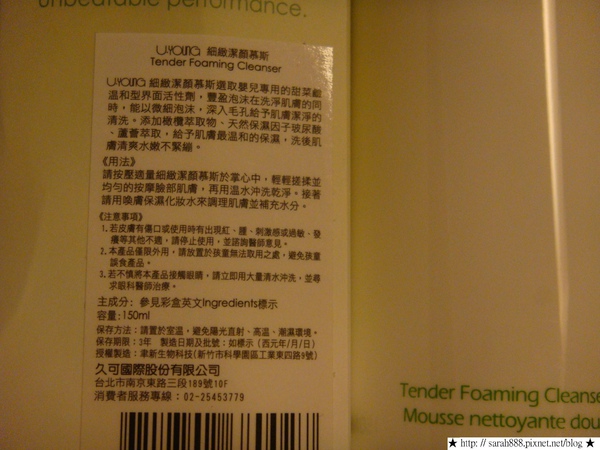 Unbeatable performance.
UYOUNG 細緻潔顏慕斯
Tender Foaming Cleanser
UYOUNG 細緻潔顏慕斯選取嬰兒專用的甜菜鹼
溫和型界面活性劑，豐盈泡沫在洗淨肌膚的同
時，能以微細泡沫，深入毛孔給予肌膚潔淨的
清洗。添加橄欖萃取物、天然保濕因子玻尿酸
、蘆薈萃取，給予肌膚最溫和的保濕，洗後肌
膚清爽水嫩不緊繃。
《用法》
請按壓適量細緻潔顏慕斯於掌心中，輕輕搓揉並
均勻的按摩臉部肌膚，再用溫水沖洗乾淨。接著
請用喚膚保濕化妝水來調理肌膚並補充水分。
《注意事項》
1.若皮膚有傷口或使用時有出現紅、腫、刺激感或過敏、發
癢等其他不適，請停止使用，並諮詢醫師意見。
2.本產品僅限外用，請放置於孩童無法取用之處，避免孩童
誤食產品。
3.若不慎將本產品接觸眼睛，請立即用大量清水沖洗，並尋
求眼科醫師治療。
主成分：參見彩盒英文Ingredients標示
容量：150ml
保存方法：請置於室溫，避免陽光直射、高溫、潮濕環境。
保存期限：3年 製造日期及批號：如標示（西元年/月/日）
授權製造：聿新生物科技(新竹市科學園區工業東四路9號)
久可國際股份有限公司
台北市南京東路三段189號10F
消費者服務專線：02-25453779
Tender Foaming Cleanse
Mousse nettoyante dou
★ http://sarah888.pixnet.net/blog ★